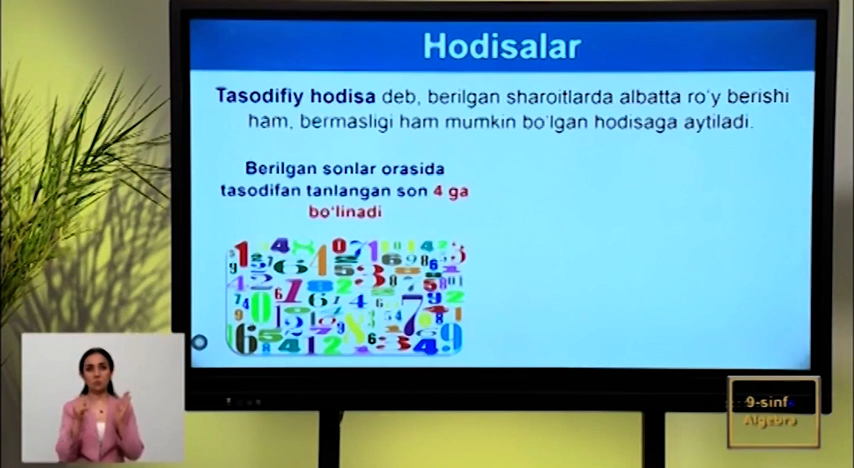 Hodisalar
Tasodifiy hodisa deb, berilgan sharoitlarda albatta ro'y berishi
ham, bermasligi ham mumkin bo'lgan hodisaga aytiladi.
Berilgan sonlar orasida
tasodifan tanlangan son 4 ga
bo'linadi
9-sinf
Algebra